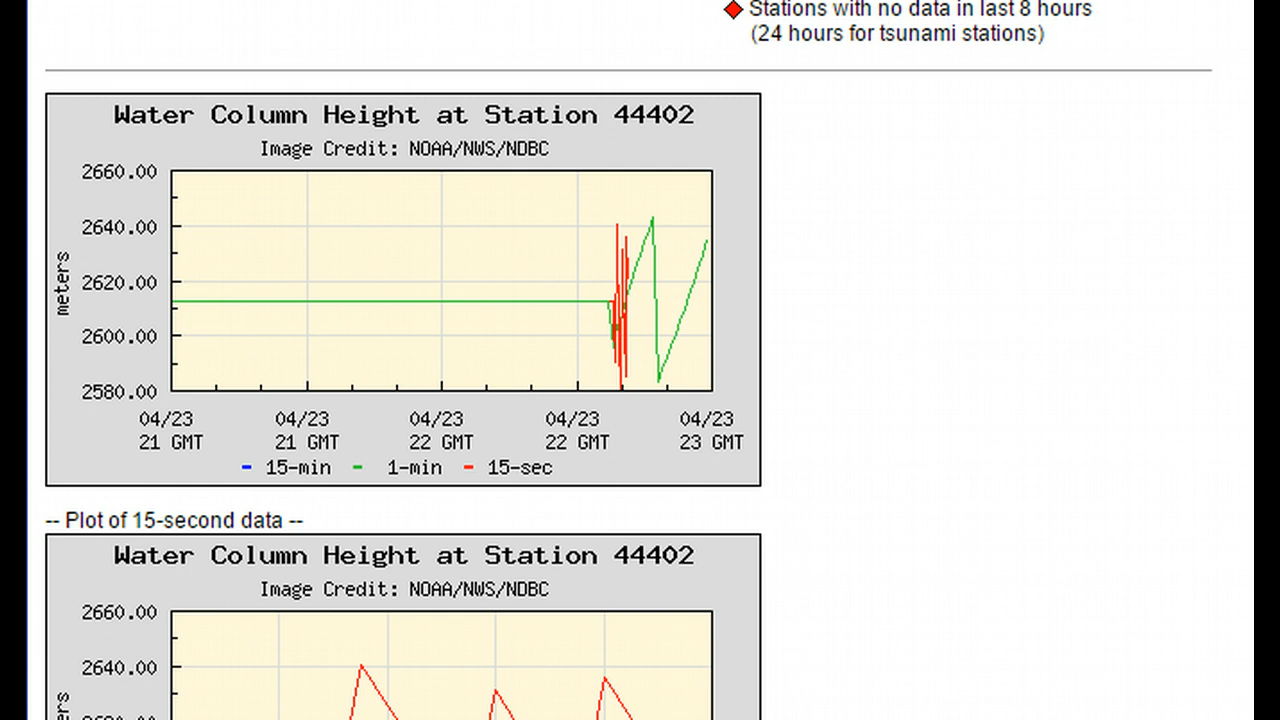 Stations with no data in last 8 hours
(24 hours for tsunami stations)
Water Column Height at Station 44402
Image Credit: NOAA/NWS/NDBC
2660.00
2640.00
2620.00
2600.00
2580.00
meters
04/23 04/23 04/23 04/23 04/23
21 GMT 21 GMT 22 GMT 22 GMT 23 GMT
15-min 1-min 15-sec
-- Plot of 15-second data --
Water Column Height at Station 44402
Image Credit: NOAA/NWS/NDBC
2660.00
2640.00